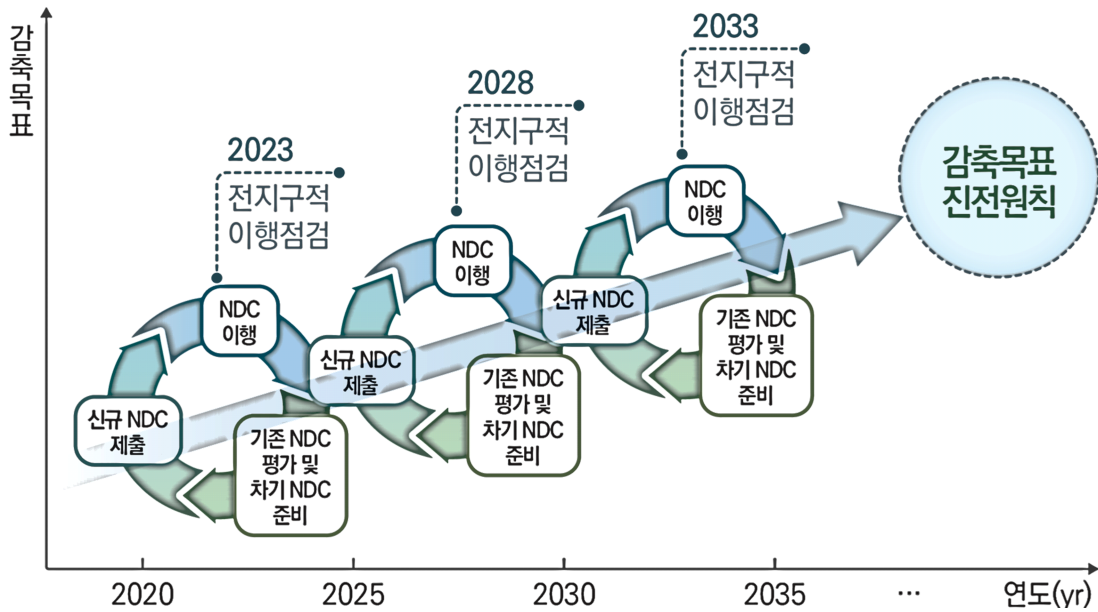 감축목표
2023
전지구적
이행점검
2028
전지구적
이행점검
2033
전지구적
이행점검
감축목표
진전원칙
신규 NDC
제출
NDC
이행
기존 NDC
평가 및
차기 NDC
준비
신규 NDC
제출
NDC
이행
기존 NDC
평가 및
차기 NDC
준비
신규 NDC
제출
NDC
이행
기존 NDC
평가 및
차기 NDC
준비
2020 2025 2030 2035 ··· 연도(yr)